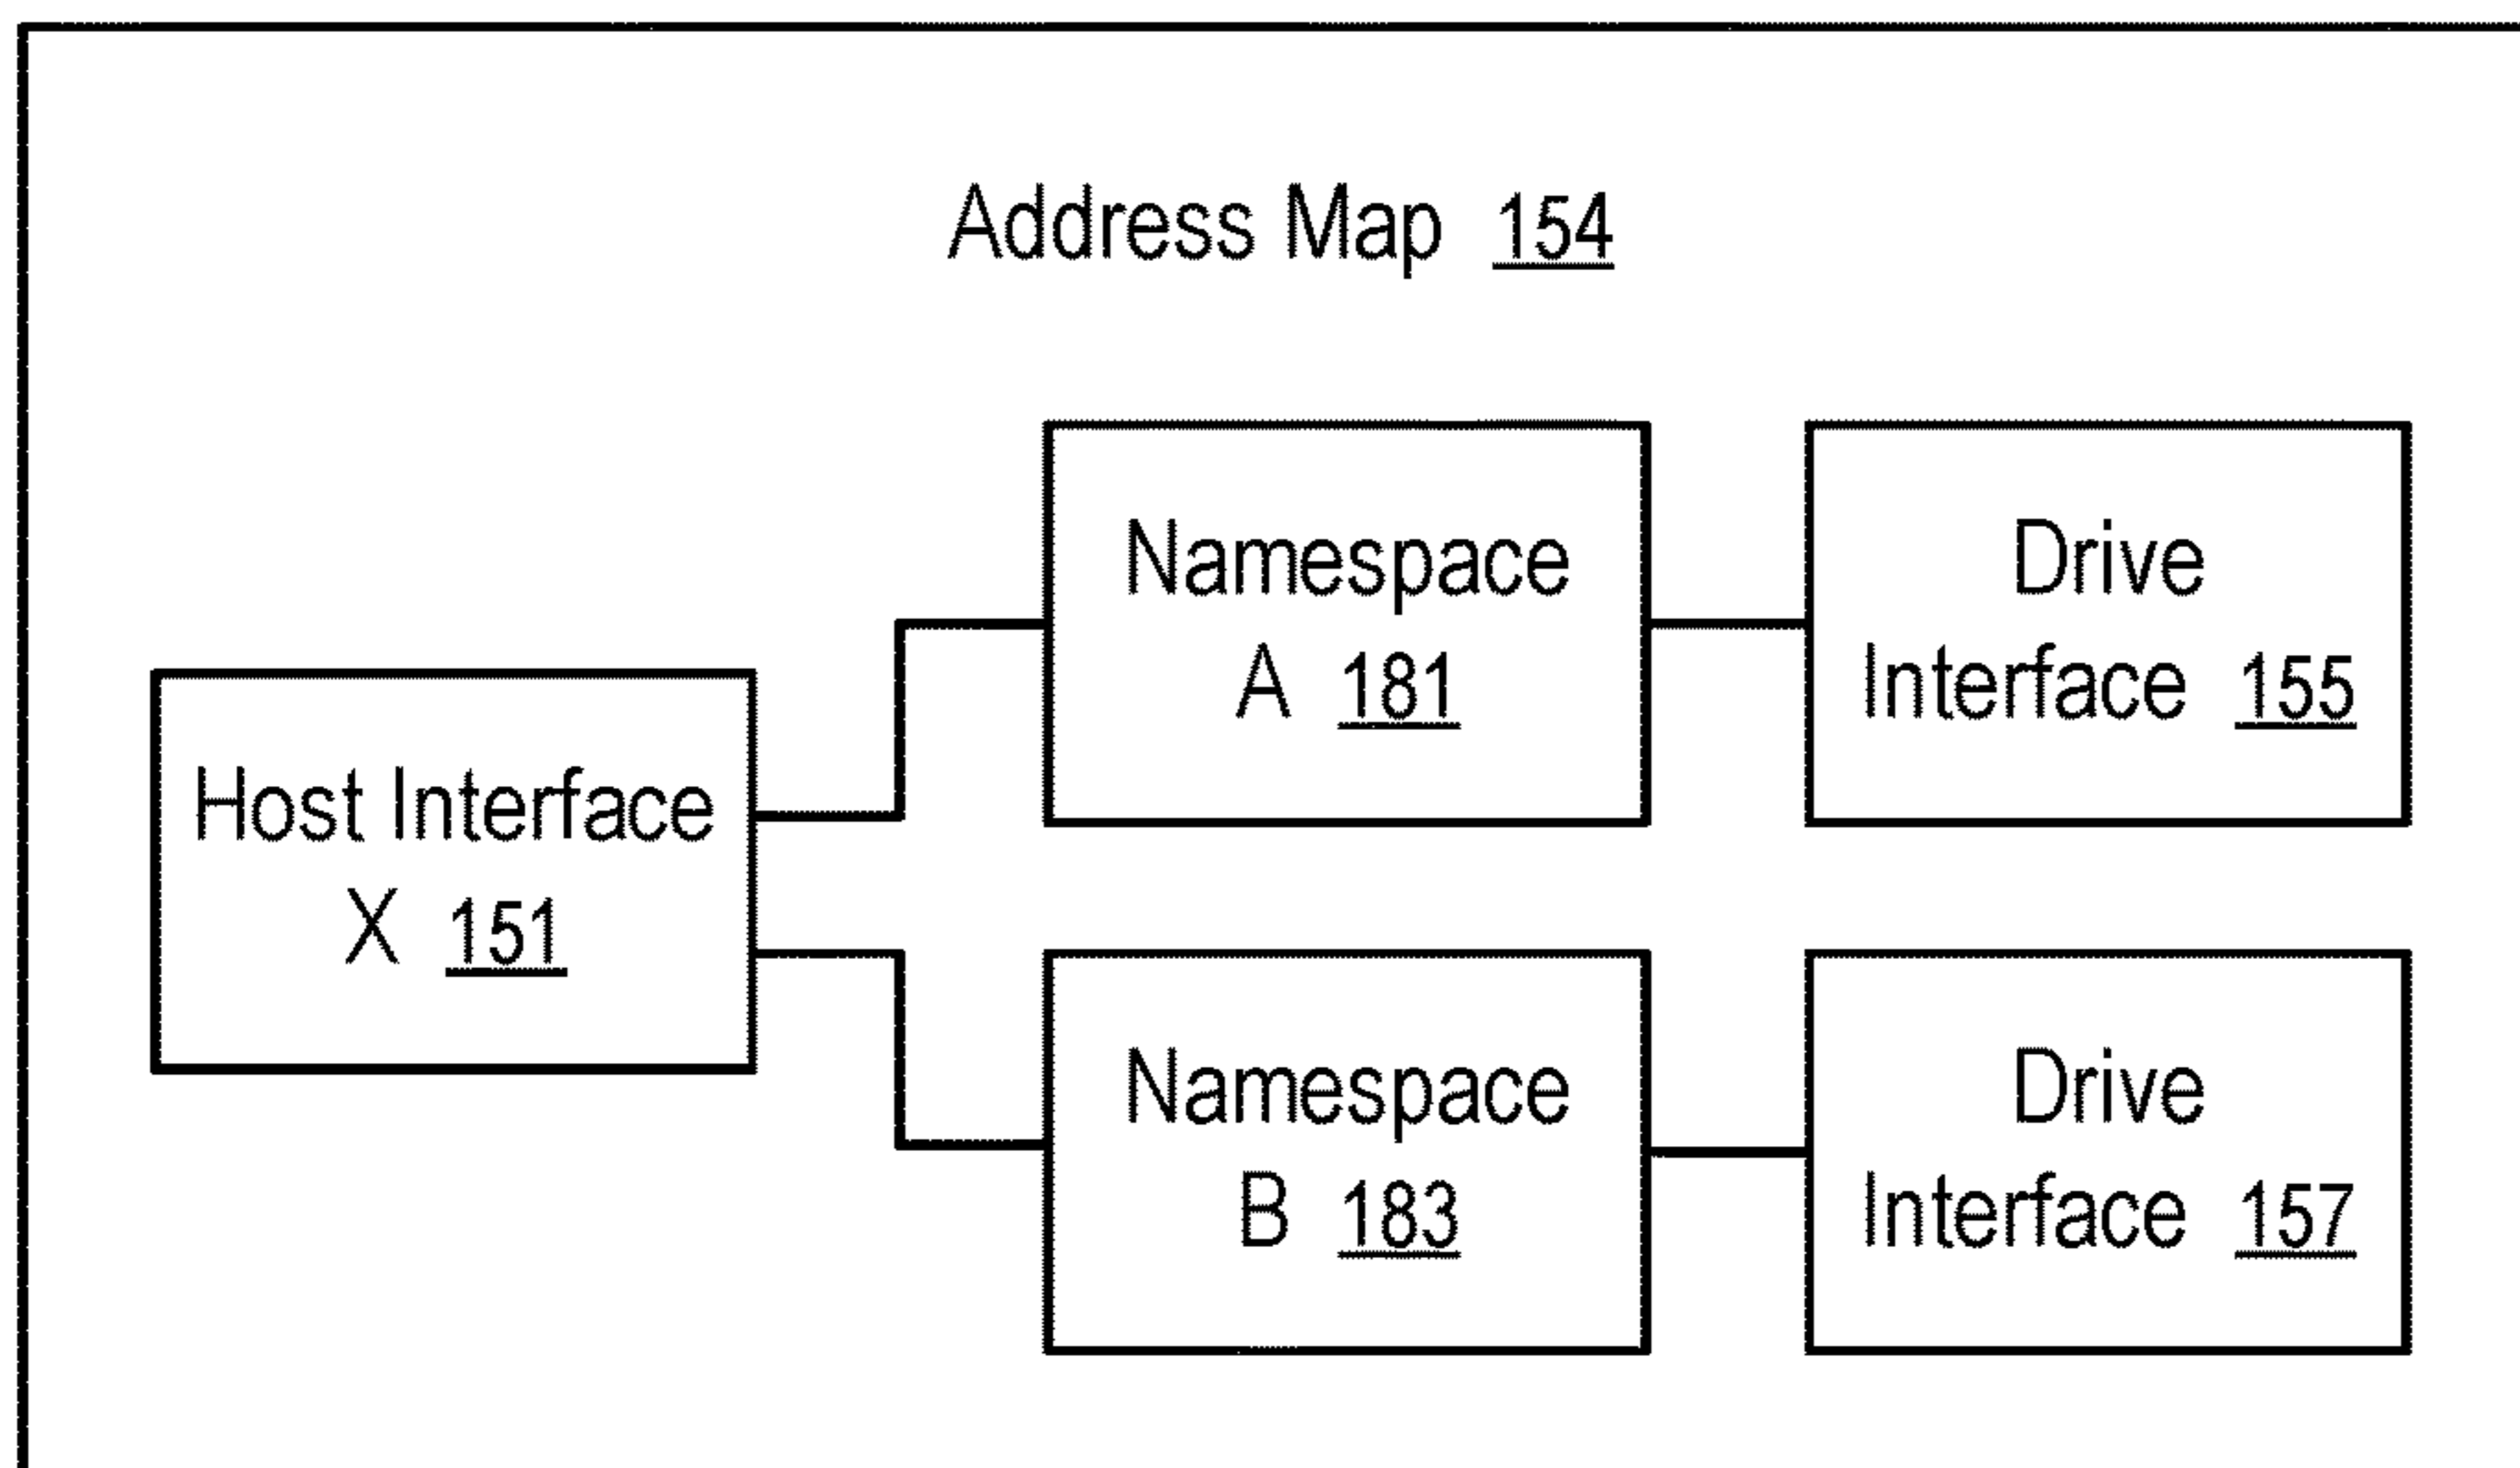 Address Map 154
Namespace
A 181
Drive
Interface 155
Host Interface
X 151
Namespace
B 183
Drive
Interface 157